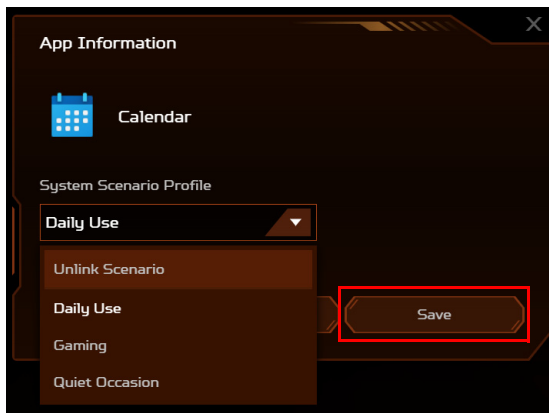 App Information
X
Calendar
System Scenario Profile
Daily Use
Unlink Scenario
Daily Use
Gaming
Quiet Occasion
Save